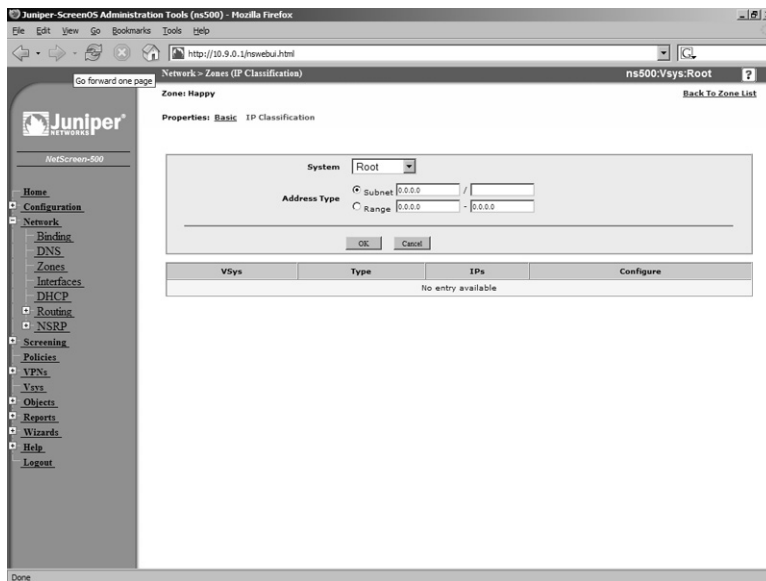 Juniper-ScreenOS Administration Tools (ns500) - Mozilla Firefox
File Edit View Go Bookmarks Tools Help
http://10.9.0.1/nswebui.html
G
Go forward one page
Network > Zones (IP Classification)
ns500:Vsys:Root
?
Zone: Happy
Back To Zone List
Properties: Basic IP Classification
Juniper
NETWORKS
NetScreen-500
Home
Configuration
Network
Binding
DNS
Zones
Interfaces
DHCP
Routing
NSRP
Screening
Policies
VPNs
Vsys
Objects
Reports
Wizards
Help
Logout
System Root
Address Type
Subnet 0.0.0.0 /
Range 0.0.0.0 - 0.0.0.0
OK Cancel
VSys Type IPs Configure
No entry available
Done